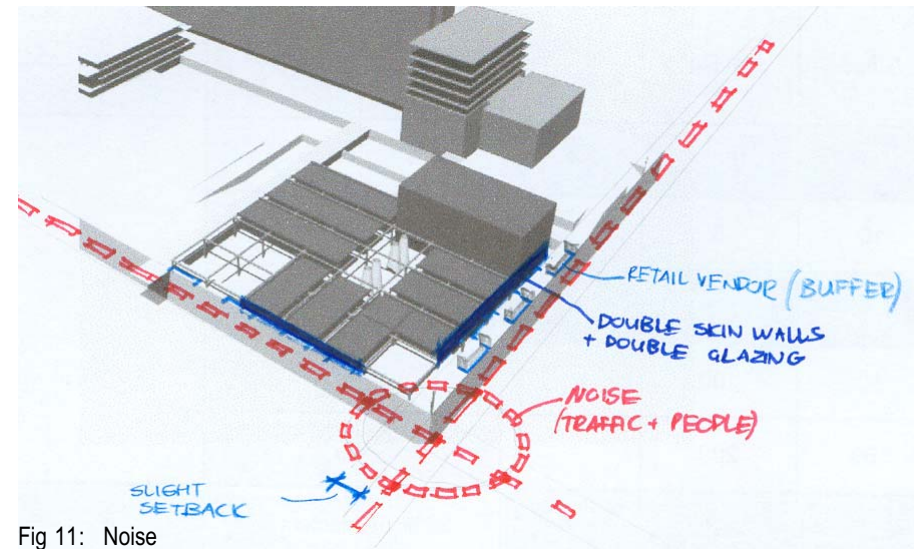 RETAIL VENDOR (BUFFER)
DOUBLE SKIN WALLS
+ DOUBLE GLAZING
NOISE
(TRAFFIC + PEOPLE)
SLIGHT
SETBACK
Fig 11: Noise